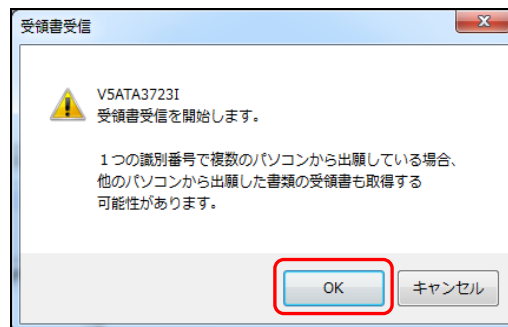 受領書受信
V5ATA3723I
受領書受信を開始します。
１つの識別番号で複数のパソコンから出願している場合、
他のパソコンから出願した書類の受領書も取得する
可能性があります。
OK
キャンセル